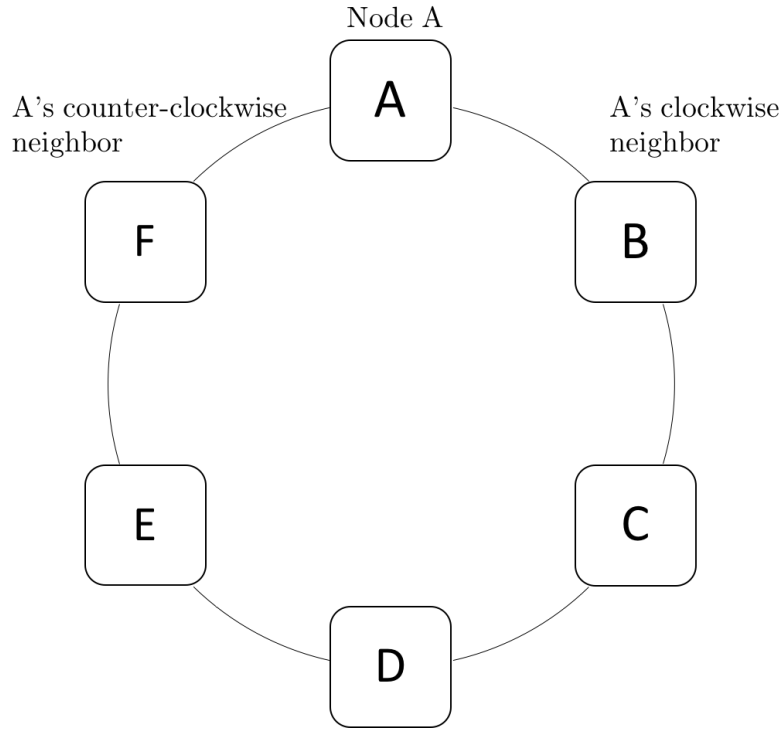 Node A
A
A's counter-clockwise
neighbor
A's clockwise
neighbor
F
B
E
C
D